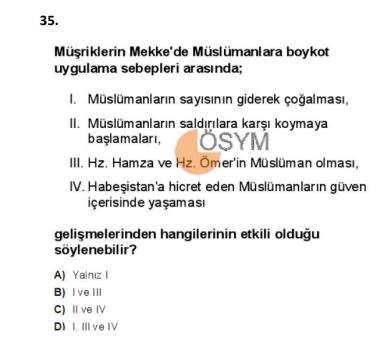 35.
Müşriklerin Mekke'de Müslümanlara boykot
uygulama sebepleri arasında;
I. Müslümanların sayısının giderek çoğalması,
II. Müslümanların saldırılara karşı koymaya
başlamaları,
ÖSYM
III. Hz. Hamza ve Hz. Ömer'in Müslüman olması,
IV. Habeşistan'a hicret eden Müslümanların güven
içerisinde yaşaması
gelişmelerinden hangilerinin etkili olduğu
söylenebilir?
A) Yalnız I
B) I ve III
C) II ve IV
D) I, III ve IV